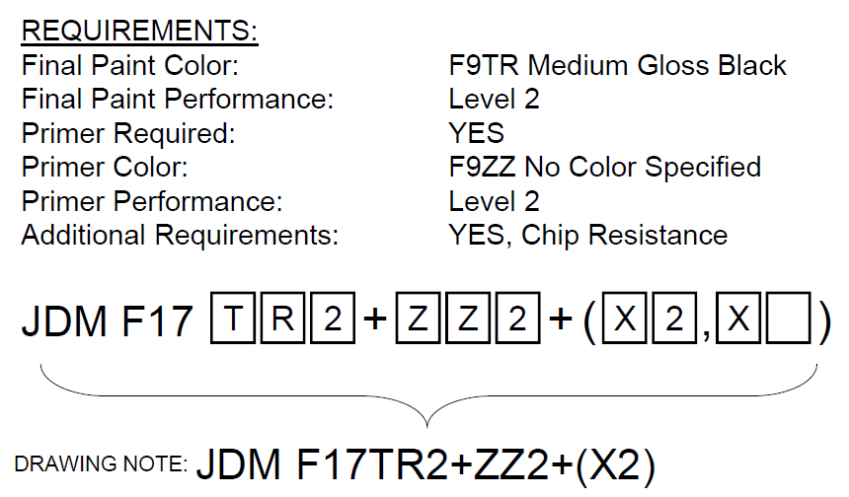 REQUIREMENTS:
Final Paint Color: F9TR Medium Gloss Black
Final Paint Performance: Level 2
Primer Required: YES
Primer Color: F9ZZ No Color Specified
Primer Performance: Level 2
Additional Requirements: YES, Chip Resistance
JDM F17 T R 2 + Z Z 2 + ( X 2 , X )
DRAWING NOTE: JDM F17TR2+ZZ2+(X2)